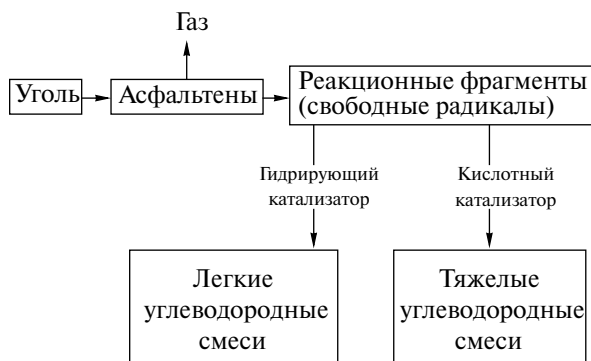 Газ
Уголь
Асфальтены
Реакционные фрагменты
(свободные радикалы)
Гидрирующий
катализатор
Кислотный
катализатор
Легкие
углеводородные
смеси
Тяжелые
углеводородные
смеси